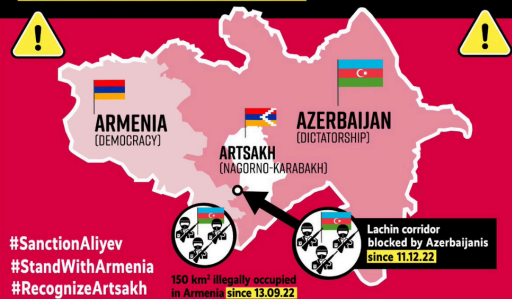 ARMENIA
(DEMOCRACY)
AZERBAIJAN
(DICTATORSHIP)
ARTSAKH
(NAGORNO-KARABAKH)
#SanctionAliyev
#StandWithArmenia
#RecognizeArtsakh
150 km² illegally occupied
in Armenia since 13.09.22
Lachin corridor
blocked by Azerbaijanis
since 11.12.22